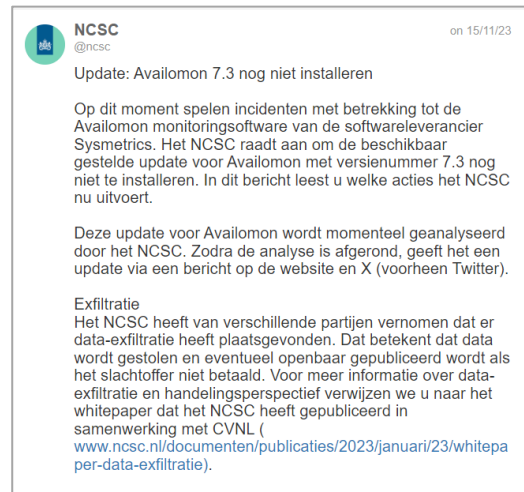 NCSC
on 15/11/23
@ncsc
Update: Availomon 7.3 nog niet installeren
Op dit moment spelen incidenten met betrekking tot de
Availomon monitoringsoftware van de softwareleverancier
Sysmetrics. Het NCSC raadt aan om de beschikbaar
gestelde update voor Availomon met versienummer 7.3 nog
niet te installeren. In dit bericht leest u welke acties het NCSC
nu uitvoert.
Deze update voor Availomon wordt momenteel geanalyseerd
door het NCSC. Zodra de analyse is afgerond, geeft het een
update via een bericht op de website en X (voorheen Twitter).
Exfiltratie
Het NCSC heeft van verschillende partijen vernomen dat er
data-exfiltratie heeft plaatsgevonden. Dat betekent dat data
wordt gestolen en eventueel openbaar gepubliceerd wordt als
het slachtoffer niet betaald. Voor meer informatie over data-
exfiltratie en handelingsperspectief verwijzen we u naar het
whitepaper dat het NCSC heeft gepubliceerd in
samenwerking met CVNL (
www.ncsc.nl/documenten/publicaties/2023/januari/23/whitepa
per-data-exfiltratie).